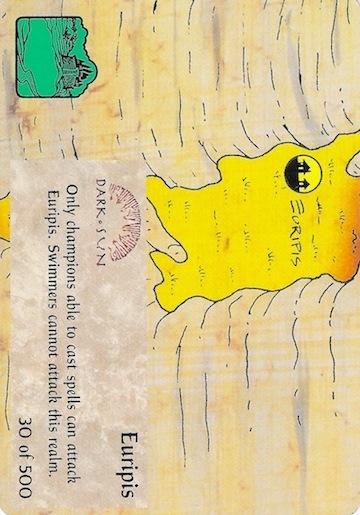 EURIPIS
DARK•SUN
Euripis
Only champions able to cast spells can attack
Euripis. Swimmers cannot attack this realm.
30 of 500